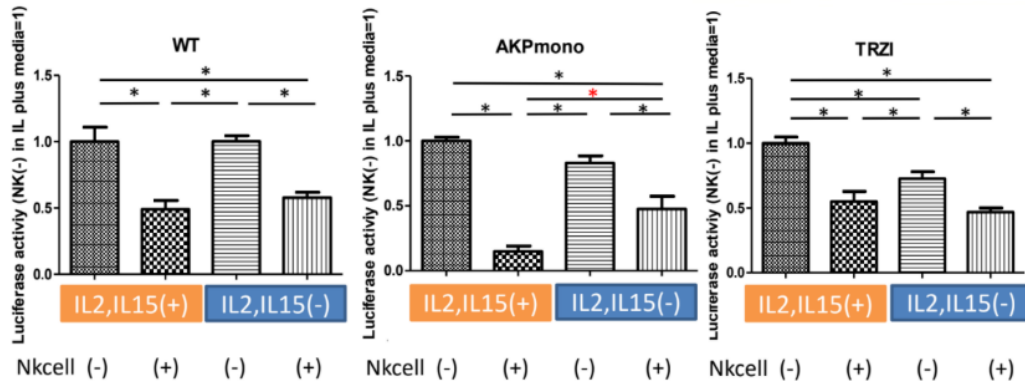 WT
Luciferase activiy (NK(-) in IL plus media=1)
1.5
1.0
0.5
0.0
* * * *
IL2,IL15(+) IL2,IL15(-)
AKPmono
Luciferase activiy (NK(-) in IL plus media=1)
1.5
1.0
0.5
0.0
* * * * *
IL2,IL15(+) IL2,IL15(-)
TRZI
Luciferase activiy (NK(-) in IL plus media=1)
1.5
1.0
0.5
0.0
* * * * *
IL2,IL15(+) IL2,IL15(-)
Nkcell (-) (+) (-) (+) (-) (+) (-) (+) (-) (+) (-) (+)